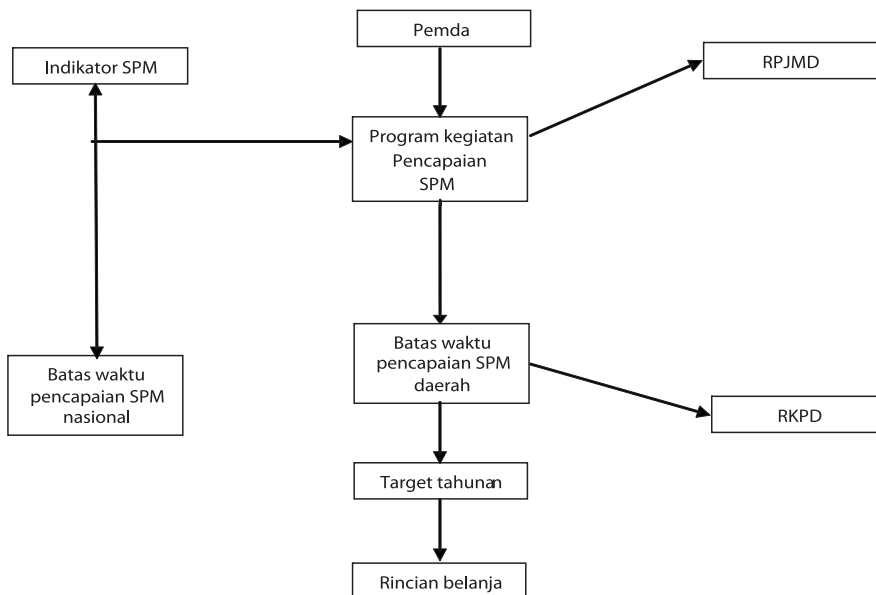 Pemda
Indikator SPM
RPJMD
Program kegiatan
Pencapaian
SPM
Batas waktu
pencapaian SPM
nasional
Batas waktu
pencapaian SPM
daerah
RKPD
Target tahunan
Rincian belanja